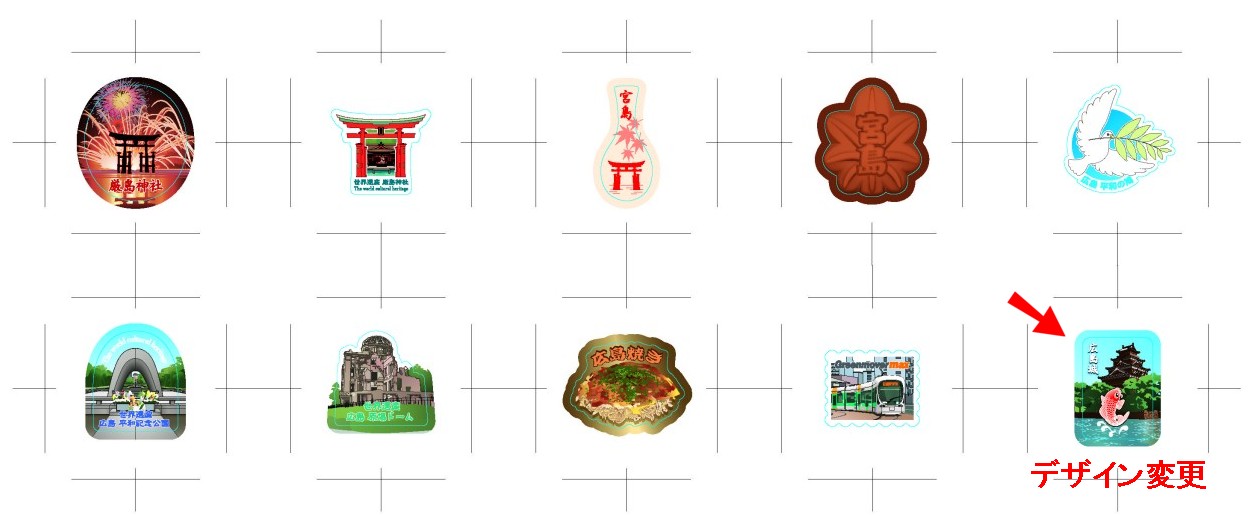 厳島神社
世界遺産 厳島神社
The world cultural heritage
宮島
宮島
広島 平和の鳩
The world cultural heritage
世界遺産
広島 平和記念公園
世界遺産
広島 原爆ドーム
広島焼き
Greenmover max
広島城
デザイン変更